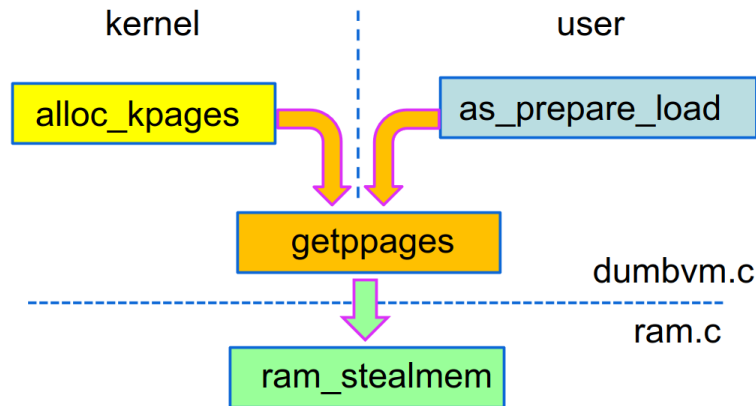 kernel
user
alloc_kpages
as_prepare_load
getppages
dumbvm.c
ram.c
ram_stealmem